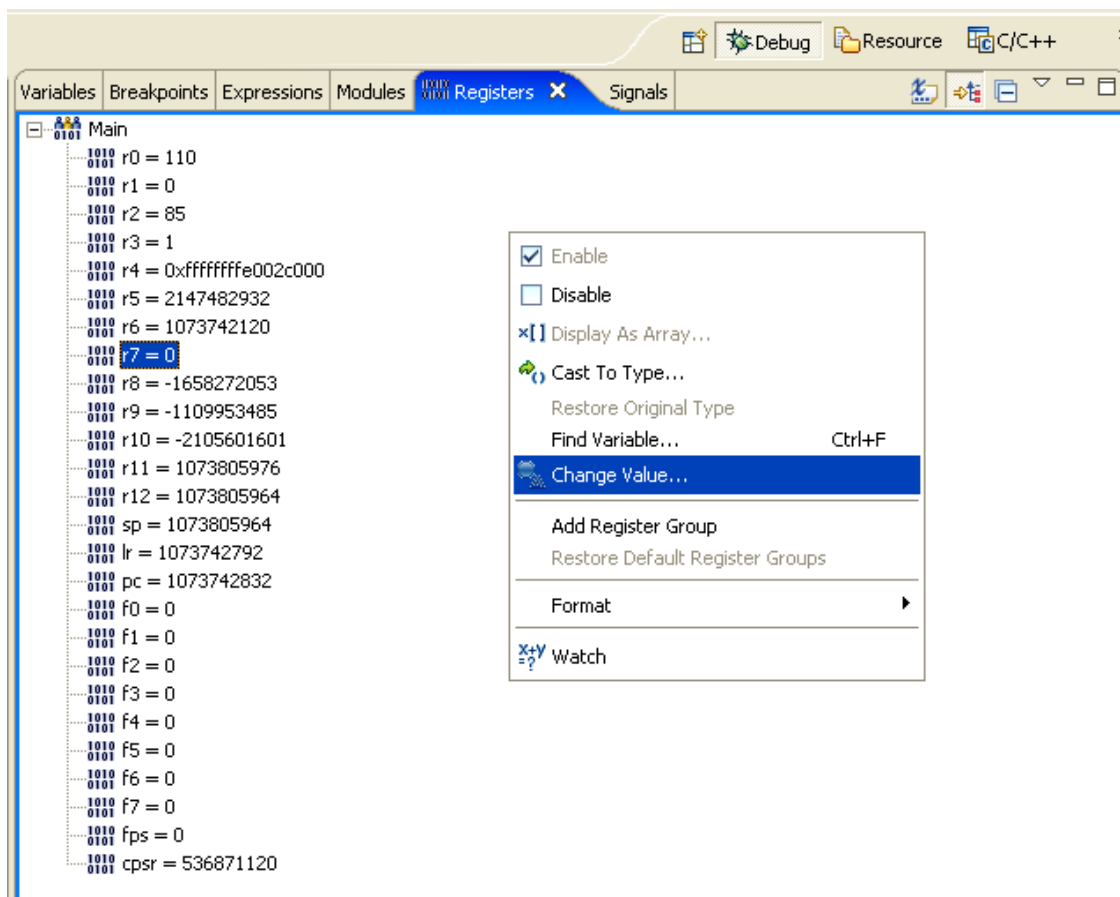 Debug Resource C/C++
Variables Breakpoints Expressions Modules Registers Signals
Main
r0 = 110
r1 = 0
r2 = 85
r3 = 1
r4 = 0xffffffffe002c000
r5 = 2147482932
r6 = 1073742120
r7 = 0
r8 = -1658272053
r9 = -1109953485
r10 = -2105601601
r11 = 1073805976
r12 = 1073805964
sp = 1073805964
lr = 1073742792
pc = 1073742832
f0 = 0
f1 = 0
f2 = 0
f3 = 0
f4 = 0
f5 = 0
f6 = 0
f7 = 0
fps = 0
cpsr = 536871120
Enable
Disable
Display As Array...
Cast To Type...
Restore Original Type
Find Variable... Ctrl+F
Change Value...
Add Register Group
Restore Default Register Groups
Format
Watch